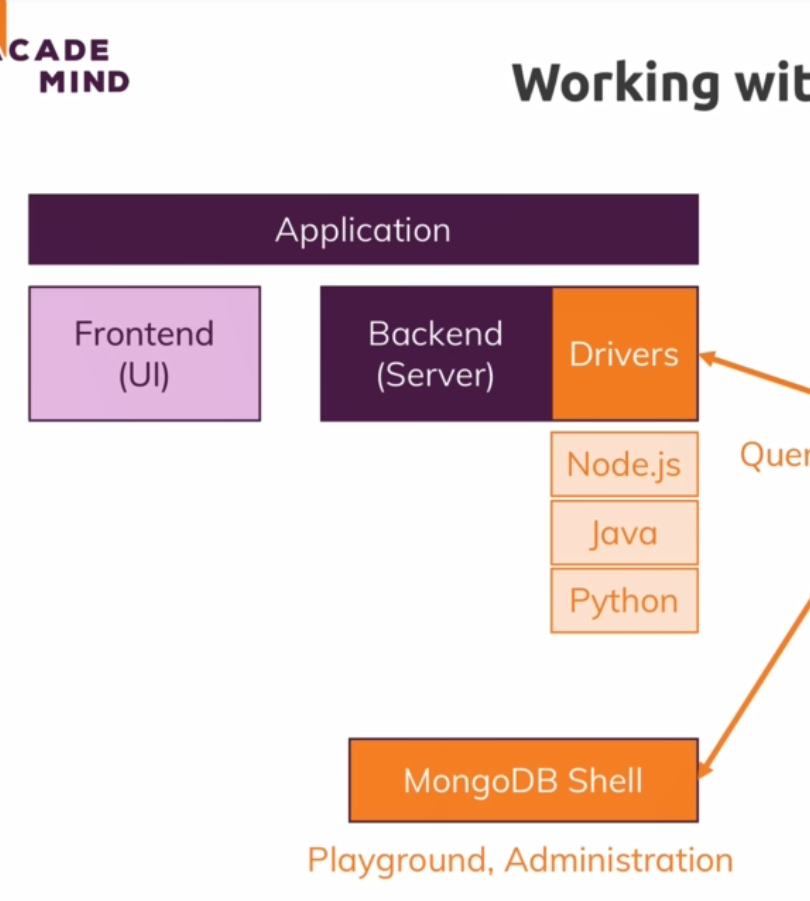 CADE
MIND
Working wit
Application
Frontend
(UI)
Backend
(Server)
Drivers
Node.js
Quer
Java
Python
MongoDB Shell
Playground, Administration